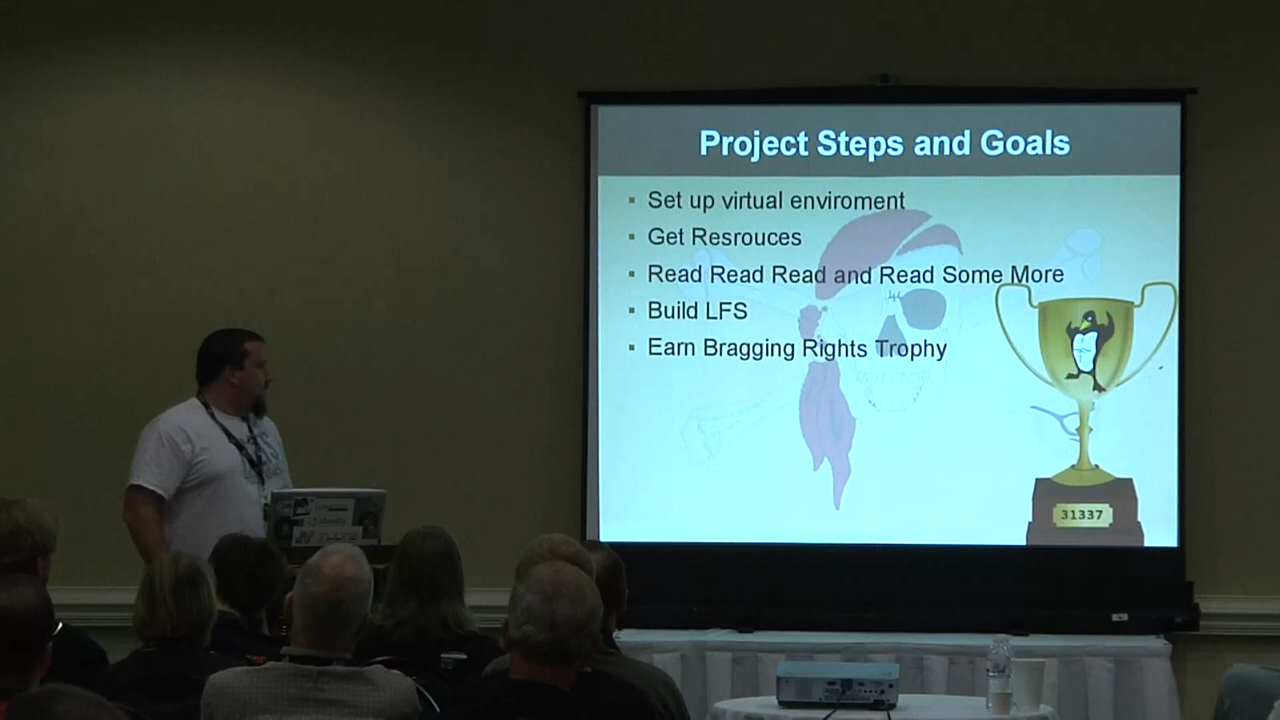 Project Steps and Goals
Set up virtual enviroment
Get Resrouces
Read Read Read and Read Some More
Build LFS
Earn Bragging Rights Trophy
31337